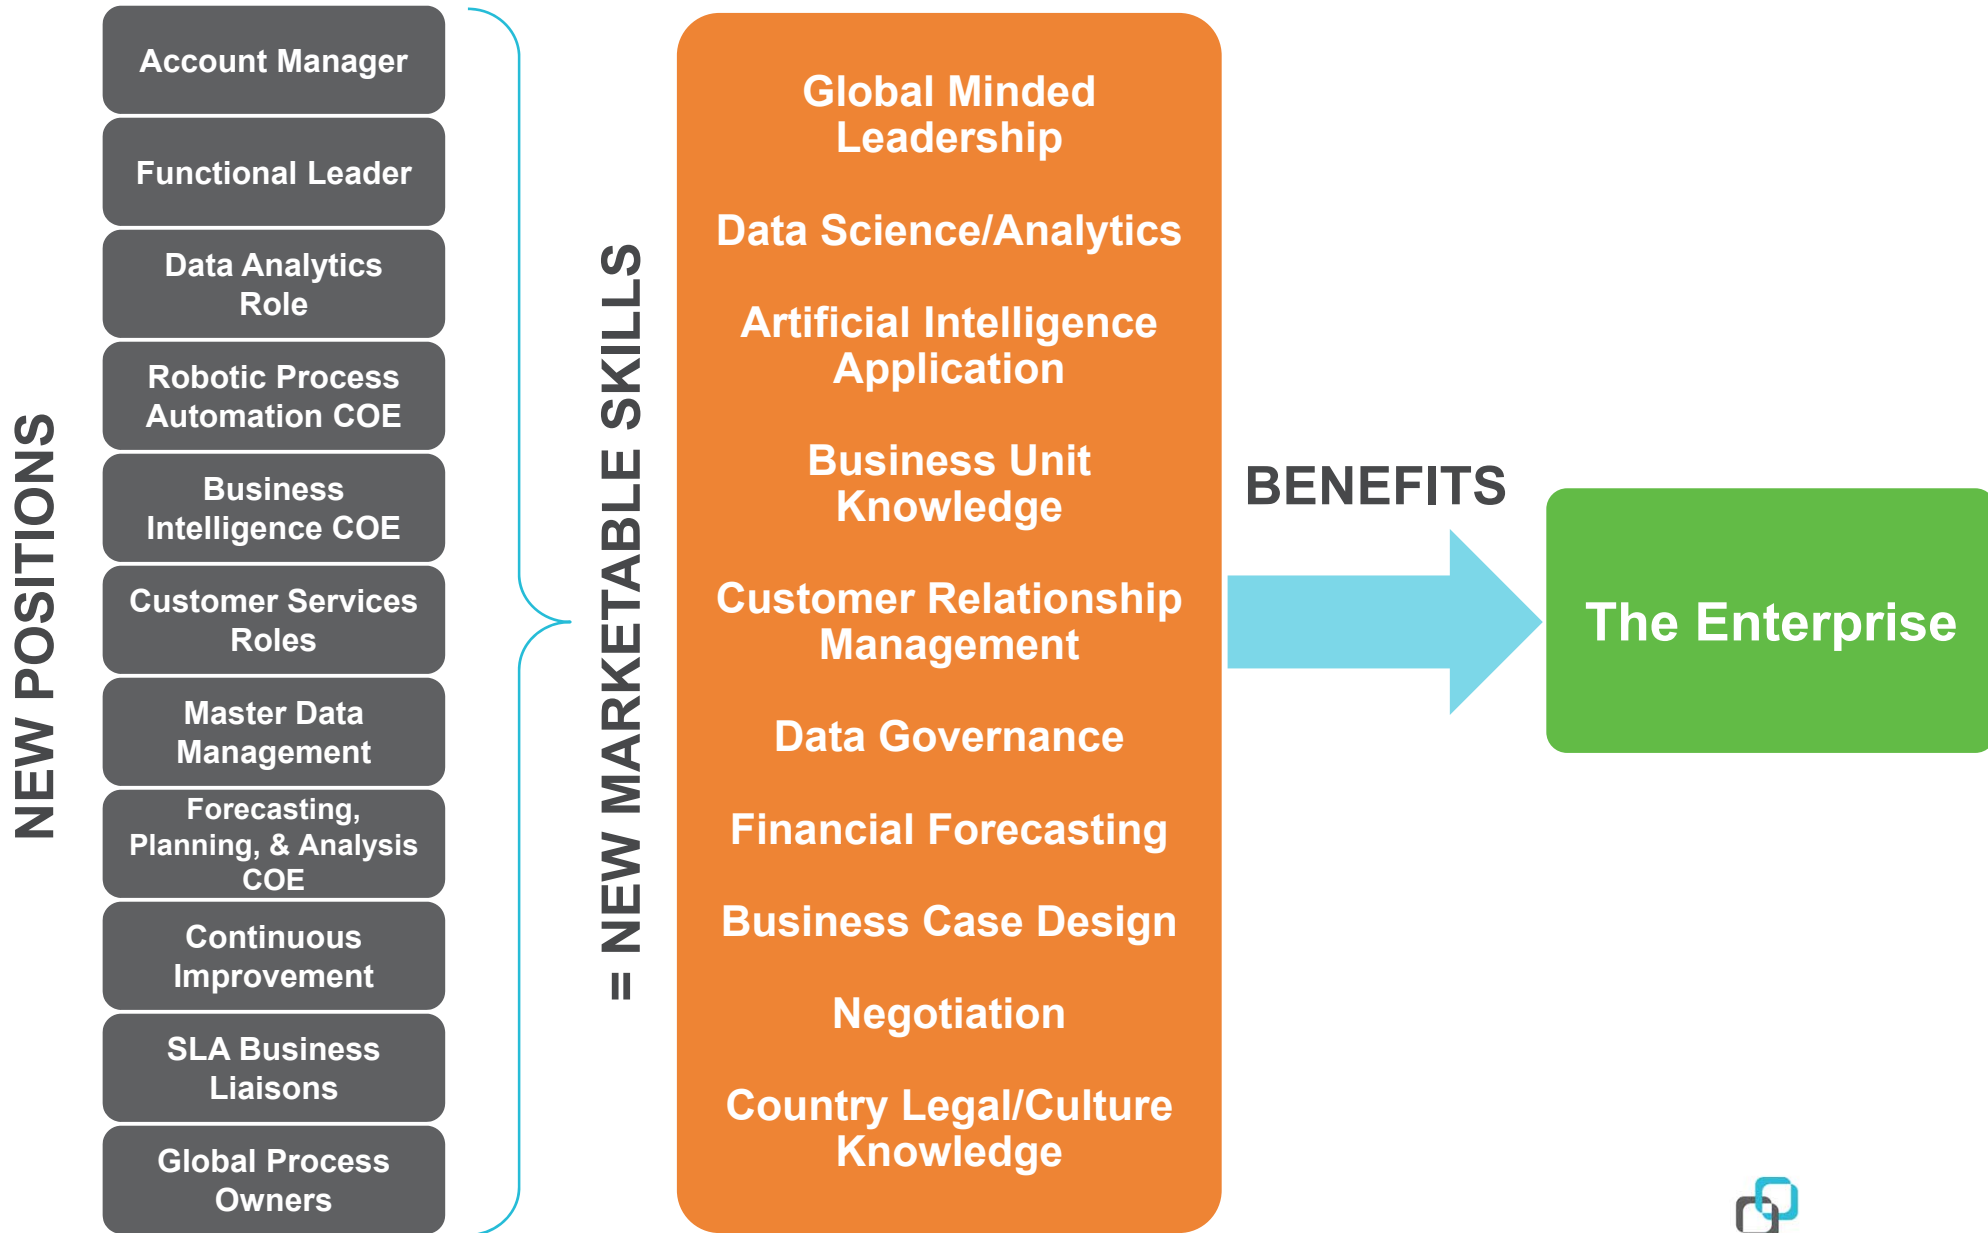 NEW POSITIONS
Account Manager
Functional Leader
Data Analytics
Role
Robotic Process
Automation COE
Business
Intelligence COE
Customer Services
Roles
Master Data
Management
Forecasting,
Planning, & Analysis
COE
Continuous
Improvement
SLA Business
Liaisons
Global Process
Owners
= NEW MARKETABLE SKILLS
Global Minded
Leadership
Data Science/Analytics
Artificial Intelligence
Application
Business Unit
Knowledge
Customer Relationship
Management
Data Governance
Financial Forecasting
Business Case Design
Negotiation
Country Legal/Culture
Knowledge
BENEFITS
The Enterprise